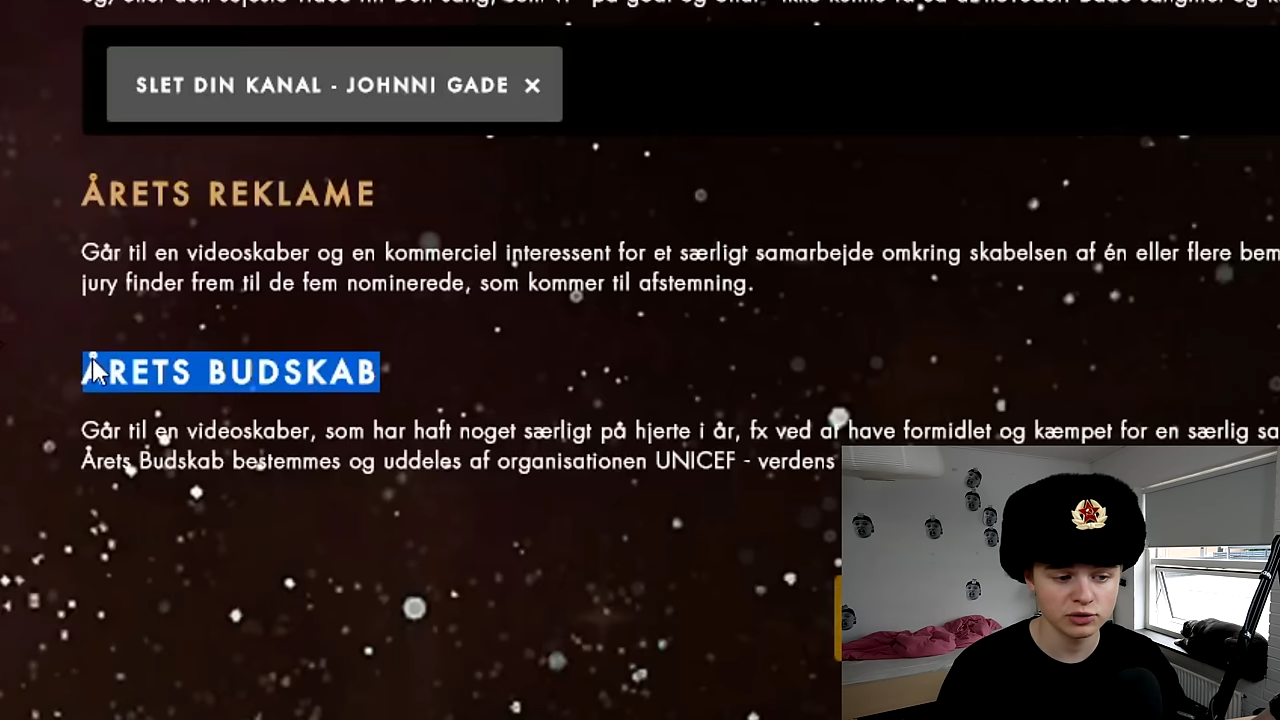 SLET DIN KANAL - JOHNNI GADE ×
ÅRETS REKLAME
Går til en videoskaber og en kommerciel interessent for et særligt samarbejde omkring skabelsen af én eller flere
jury finder frem til de fem nominerede, som kommer til afstemning.
ÅRETS BUDSKAB
Går til en videoskaber, som har haft noget særligt på hjerte i år, fx ved at have formidlet og kæmpet for en særlig
Årets Budskab bestemmes og uddeles af organisationen UNICEF - verdens